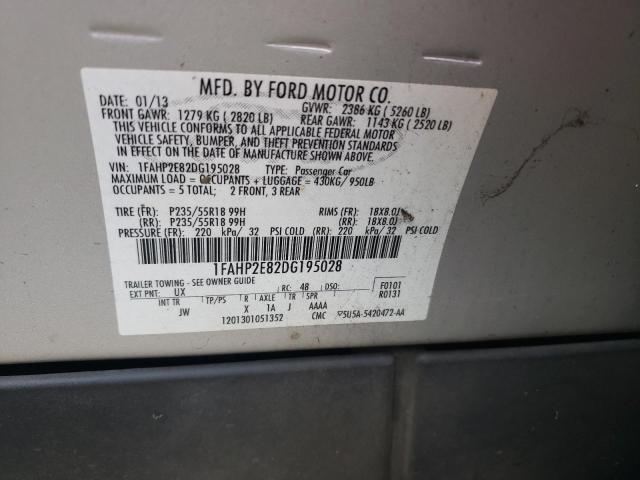 MFD. BY FORD MOTOR CO.
DATE: 01/13 GVWR: 2386 KG ( 5260 LB)
FRONT GAWR: 1279 KG ( 2820 LB) REAR GAWR: 1143 KG ( 2520 LB)
THIS VEHICLE CONFORMS TO ALL APPLICABLE FEDERAL MOTOR
VEHICLE SAFETY, BUMPER, AND THEFT PREVENTION STANDARDS
IN EFFECT ON THE DATE OF MANUFACTURE SHOWN ABOVE.
VIN: 1FAHP2E82DG195028 TYPE: Passenger Car
MAXIMUM LOAD = OCCUPANTS + LUGGAGE = 430KG/ 950LB
OCCUPANTS = 5 TOTAL; 2 FRONT, 3 REAR
TIRE (FR): P235/55R18 99H RIMS (FR): 18X8.0J
(RR): P235/55R18 99H (RR): 18X8.0J
PRESSURE (FR): 220 kPa/ 32 PSI COLD (RR): 220 kPa/ 32 PSI COLD
1FAHP2E82DG195028
TRAILER TOWING - SEE OWNER GUIDE
EXT PNT: UX RC: 48 DSO: F0101
R0131
INT TR TP/PS R AXLE TR SPR
JW X 1A J AAAA
1201301051352 CMC 5U5A-5420472-AA